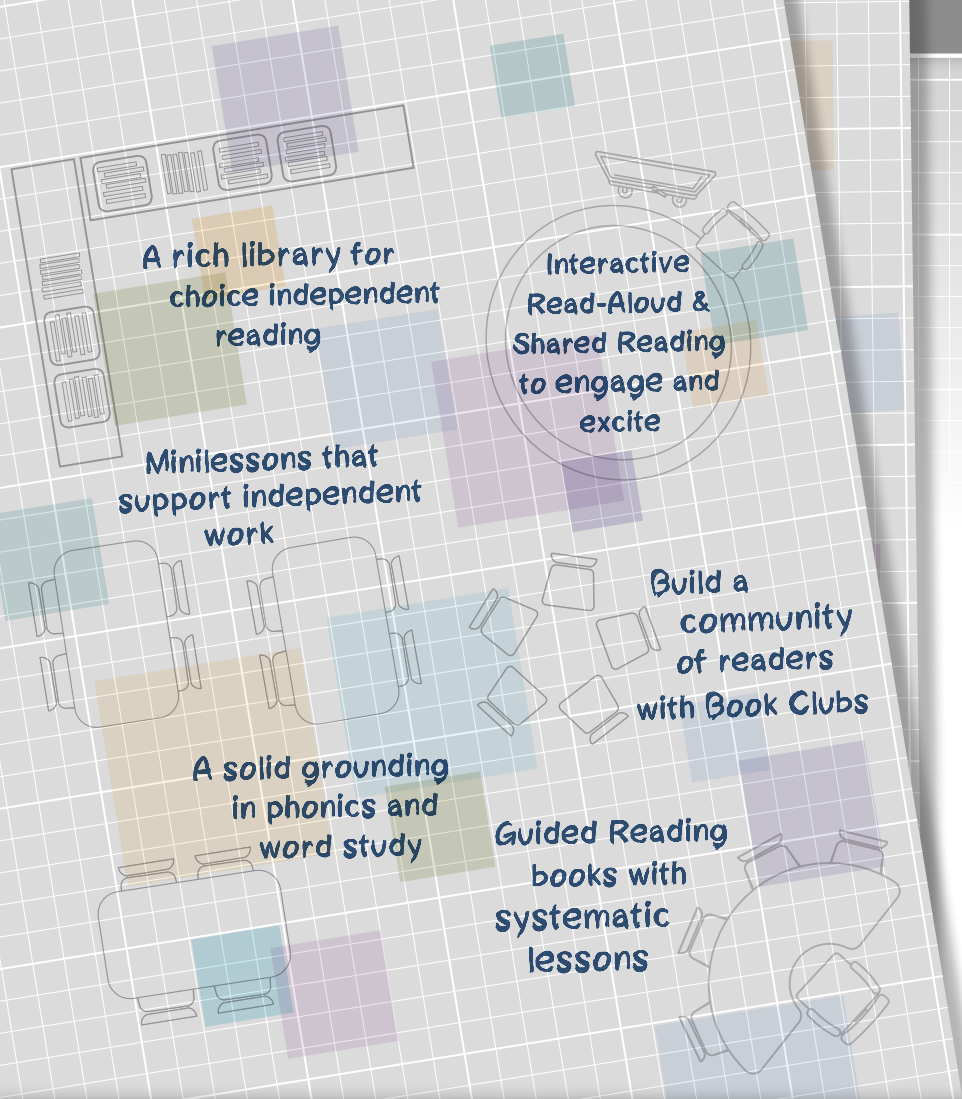 A rich library for
choice independent
reading
Interactive
Read-Aloud &
Shared Reading
to engage and
excite
Minilessons that
support independent
work
Build a
community
of readers
with Book Clubs
A solid grounding
in phonics and
word study
Guided Reading
books with
systematic
lessons